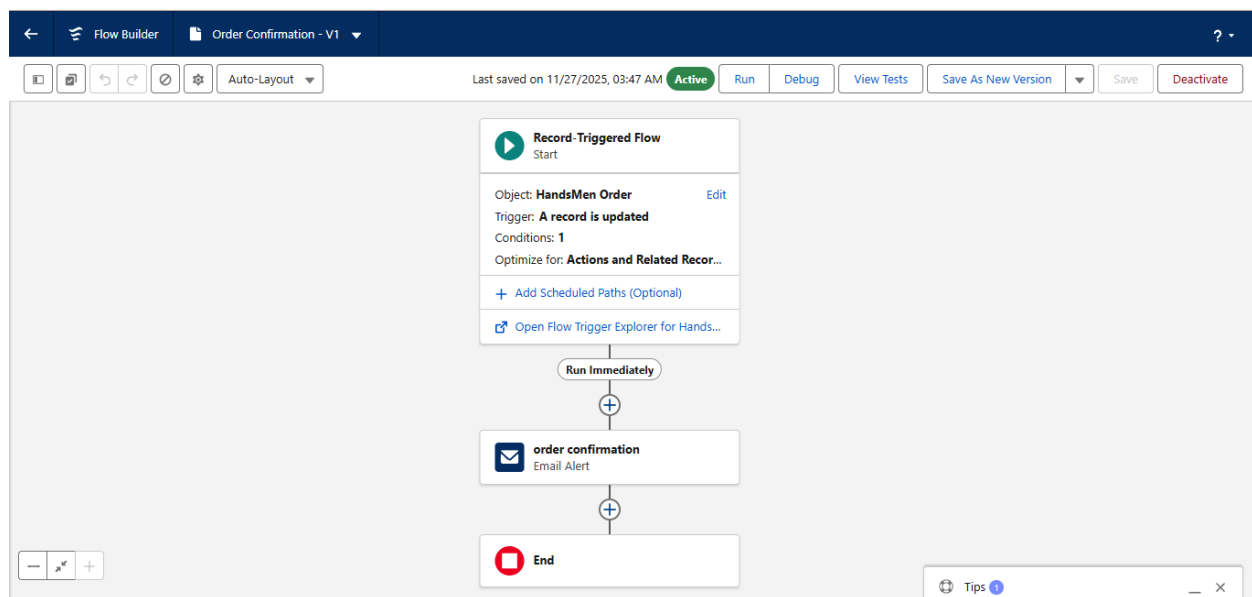 Flow Builder
Order Confirmation - V1
?
Auto-Layout
Last saved on 11/27/2025, 03:47 AM
Active
Run
Debug
View Tests
Save As New Version
Save
Deactivate
Record-Triggered Flow
Start
Object: HandsMen Order
Edit
Trigger: A record is updated
Conditions: 1
Optimize for: Actions and Related Recor...
+ Add Scheduled Paths (Optional)
Open Flow Trigger Explorer for Hands...
Run Immediately
order confirmation
Email Alert
End
Tips 1